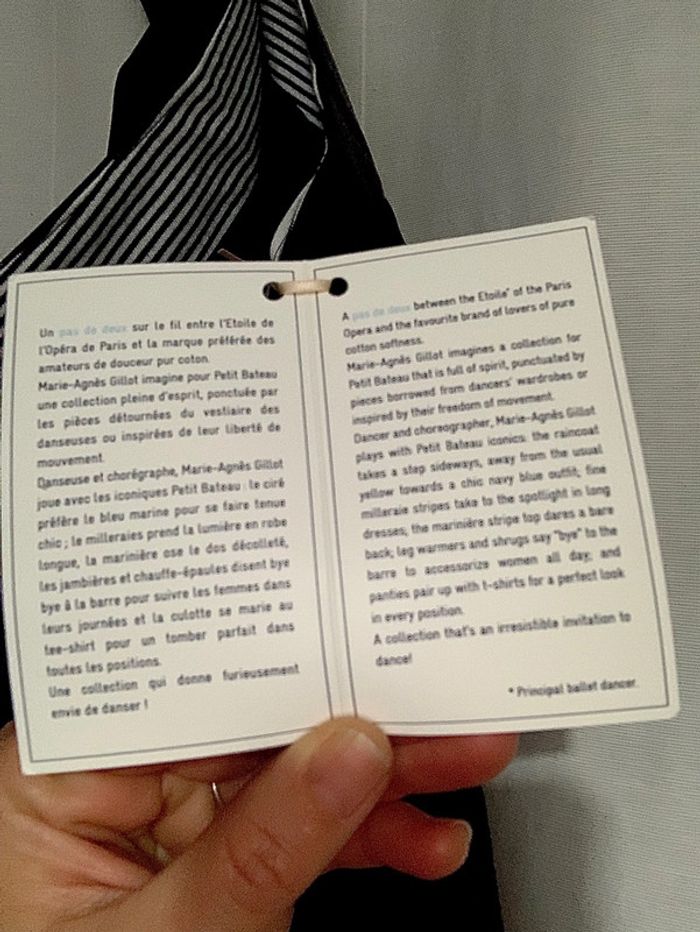 Un pas de deux sur le fil entre l'Etoile de
l'Opéra de Paris et la marque préférée des
amateurs de douceur pur coton.
Marie-Agnès Gillot imagine pour Petit Bateau
une collection pleine d'esprit, ponctuée par
les pièces détournées du vestiaire des
danseuses ou inspirées de leur liberté de
mouvement.
Danseuse et chorégraphe, Marie-Agnès Gillot
joue avec les iconiques Petit Bateau : le ciré
préfère le bleu marine pour se faire tenue
chic ; le milleraies prend la lumière en robe
longue, la marinière ose le dos décolleté,
les jambières et chauffe-épaules disent bye
bye à la barre pour suivre les femmes dans
leurs journées et la culotte se marie au
tee-shirt pour un tomber parfait dans
toutes les positions.
Une collection qui donne furieusement
envie de danser !
A pas de deux between the Etoile* of the Paris
Opera and the favourite brand of lovers of pure
cotton softness.
Marie-Agnès Gillot imagines a collection for
Petit Bateau that is full of spirit, punctuated by
pieces borrowed from dancers' wardrobes or
inspired by their freedom of movement.
Dancer and choreographer, Marie-Agnès Gillot
plays with Petit Bateau iconics: the raincoat
takes a step sideways, away from the usual
yellow towards a chic navy blue outfit, fine
milleraie stripes take to the spotlight in long
dresses; the marinière stripe top dares a bare
back; leg warmers and shrugs say "bye" to the
barre to accessorize women all day; and
panties pair up with t-shirts for a perfect look
in every position.
A collection that's an irresistible invitation to
dance!
* Principal ballet dancer.